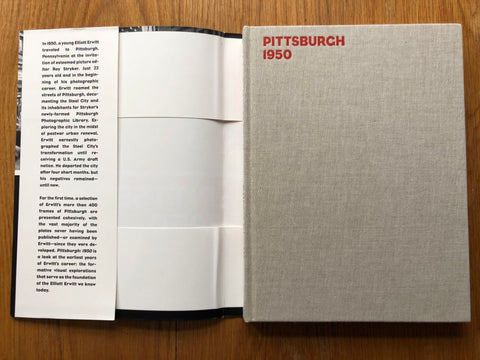 In 1950, a young Elliott Erwitt
traveled to Pittsburgh,
Pennsylvania at the invita-
tion of esteemed picture ed-
itor Roy Stryker. Just 22
years old and in the begin-
ning of his photographic
career, Erwitt roamed the
streets of Pittsburgh, docu-
menting the Steel City and
its inhabitants for Stryker's
newly-formed Pittsburgh
Photographic Library. Ex-
ploring the city in the midst
of postwar urban renewal,
Erwitt earnestly photo-
graphed the Steel City's
transformation until re-
ceiving a U.S. Army draft
notice. He departed the city
after four short months, but
his negatives remained—
until now.
For the first time, a selection
of Erwitt's more than 400
frames of Pittsburgh are
presented cohesively, with
the vast majority of the
plates never having been
published—or examined by
Erwitt—since they were de-
veloped. Pittsburgh: 1950 is
a look at the earliest years
of Erwitt's career: the for-
mative visual explorations
that serve as the foundation
of the Elliott Erwitt we know
today.
PITTSBURGH
1950